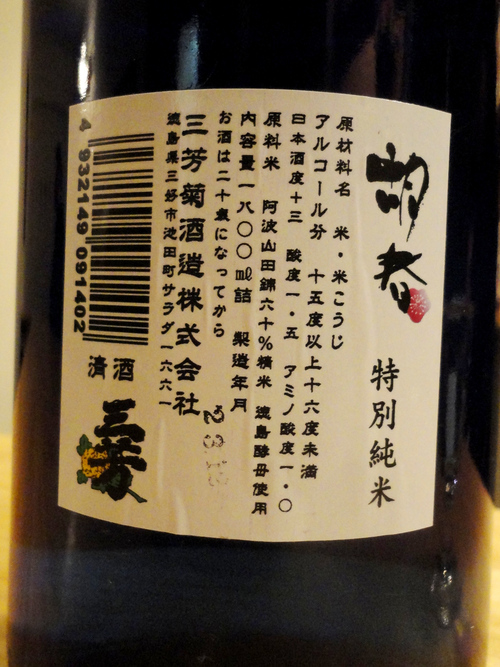 特別純米
原材料名 米・米こうじ
アルコール分 十五度以上十六度未満
日本酒度+三 酸度一・五 アミノ酸度一・〇
原料米 阿波山田錦六十%精米 徳島酵母使用
内容量一八〇〇㎖詰 製造年月
お酒は二十歳になってから
三芳菊酒造株式会社
徳島県三好市池田町サラダ一六六一
4 932149 091402
清酒
三芳